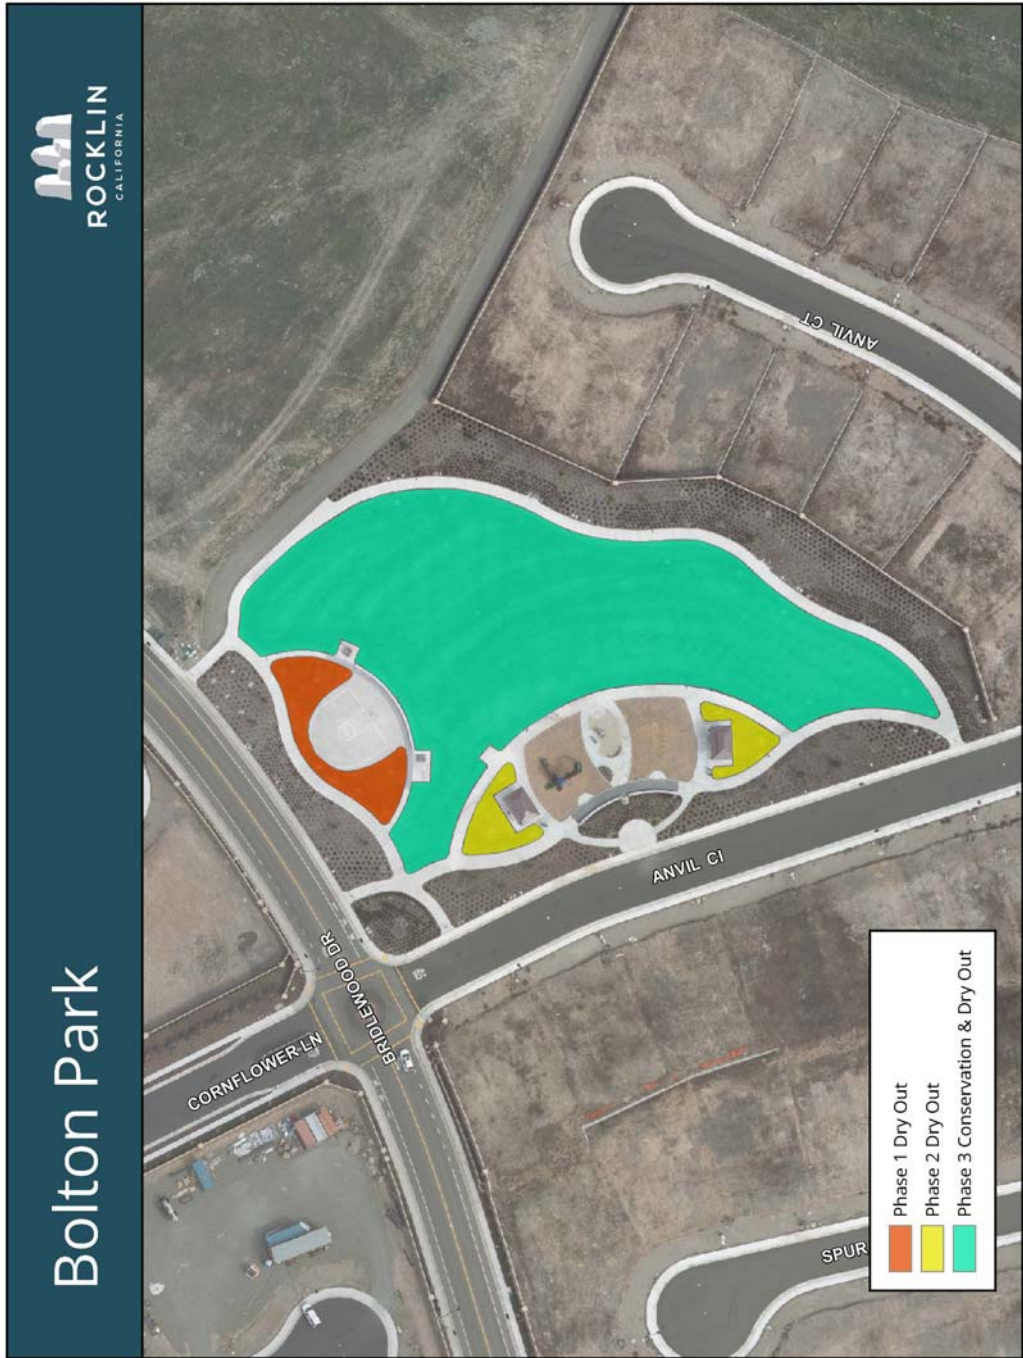 Bolton Park
ROCKLIN
CALIFORNIA
CORNFLOWER LN
BRIDLEWOOD DR
ANVIL CI
ANVIL CT
SPUR
Phase 1 Dry Out
Phase 2 Dry Out
Phase 3 Conservation & Dry Out